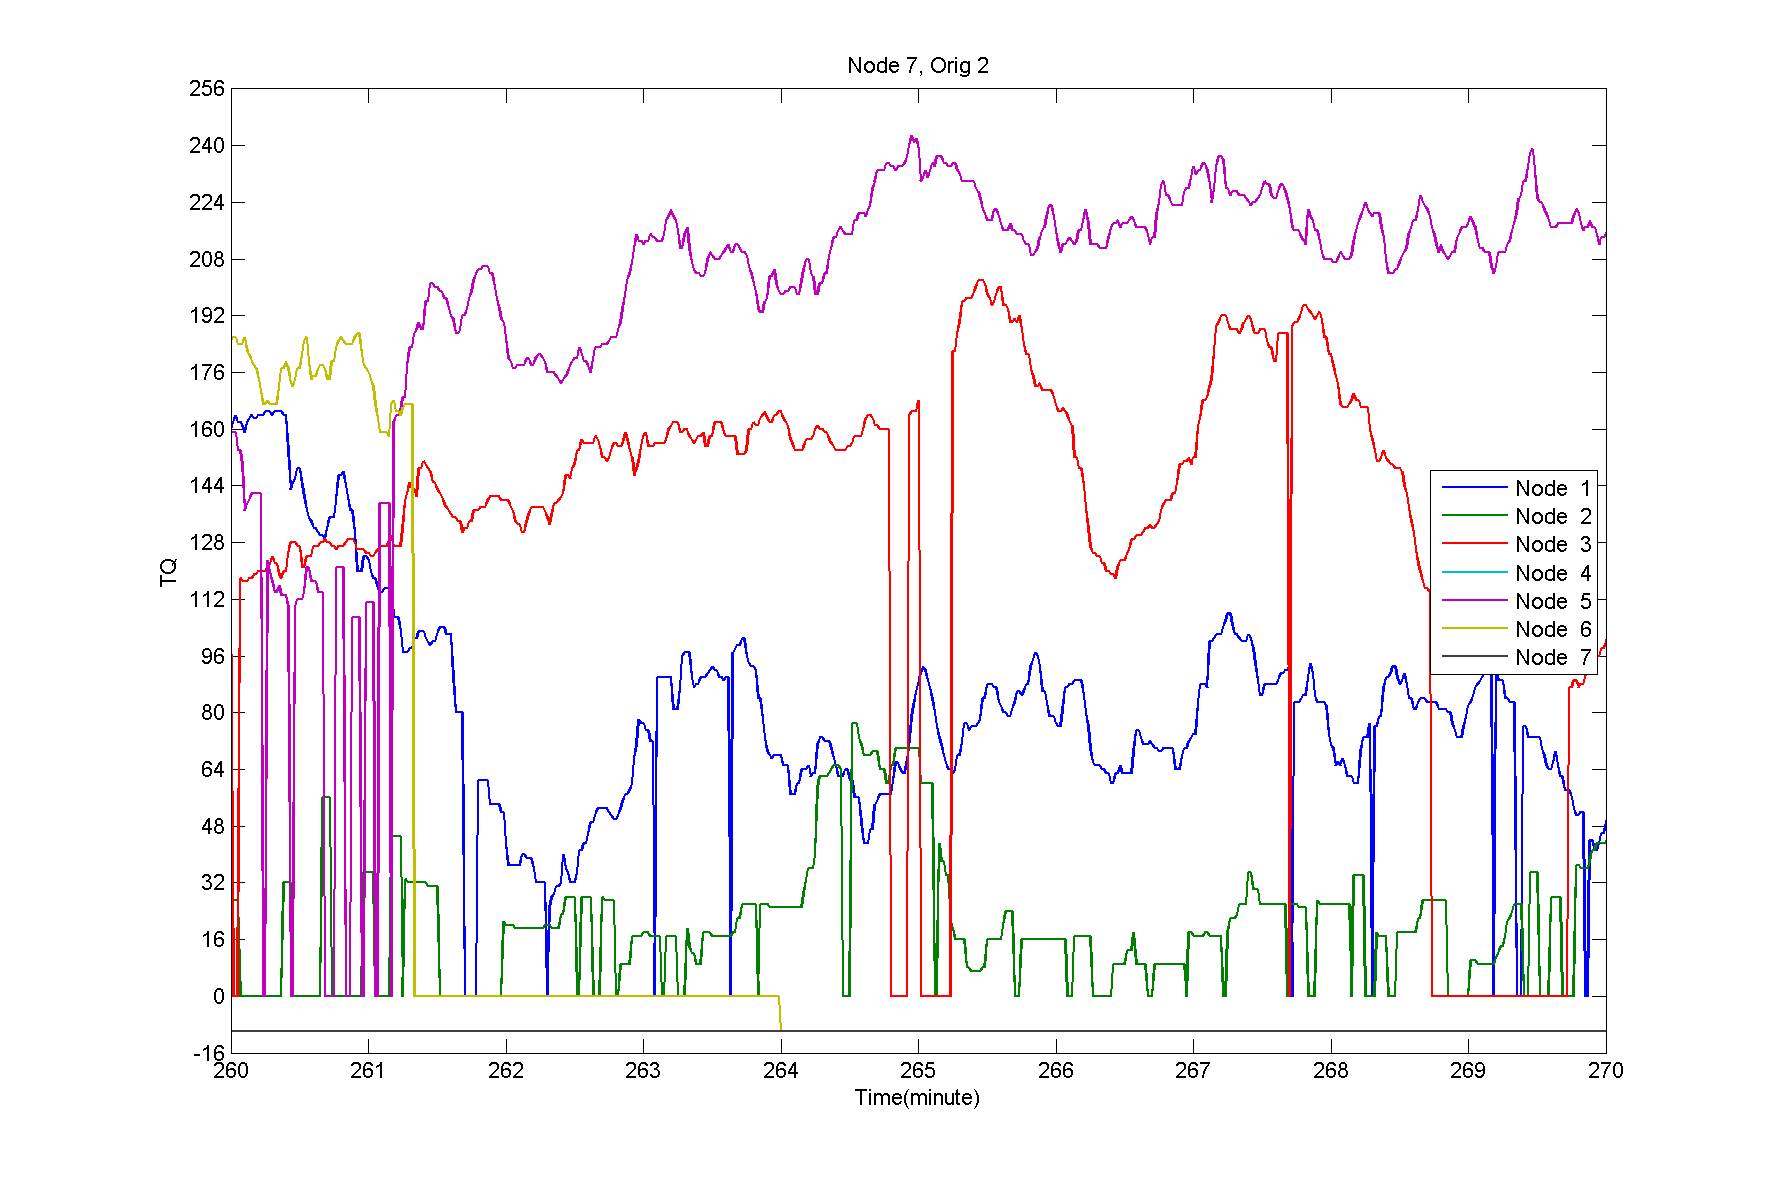 Node 7, Orig 2
256
240
224
208
192
176
160
144
128
112
96
80
64
48
32
16
0
-16
TQ
Node 1
Node 2
Node 3
Node 4
Node 5
Node 6
Node 7
260 261 262 263 264 265 266 267 268 269 270
Time(minute)